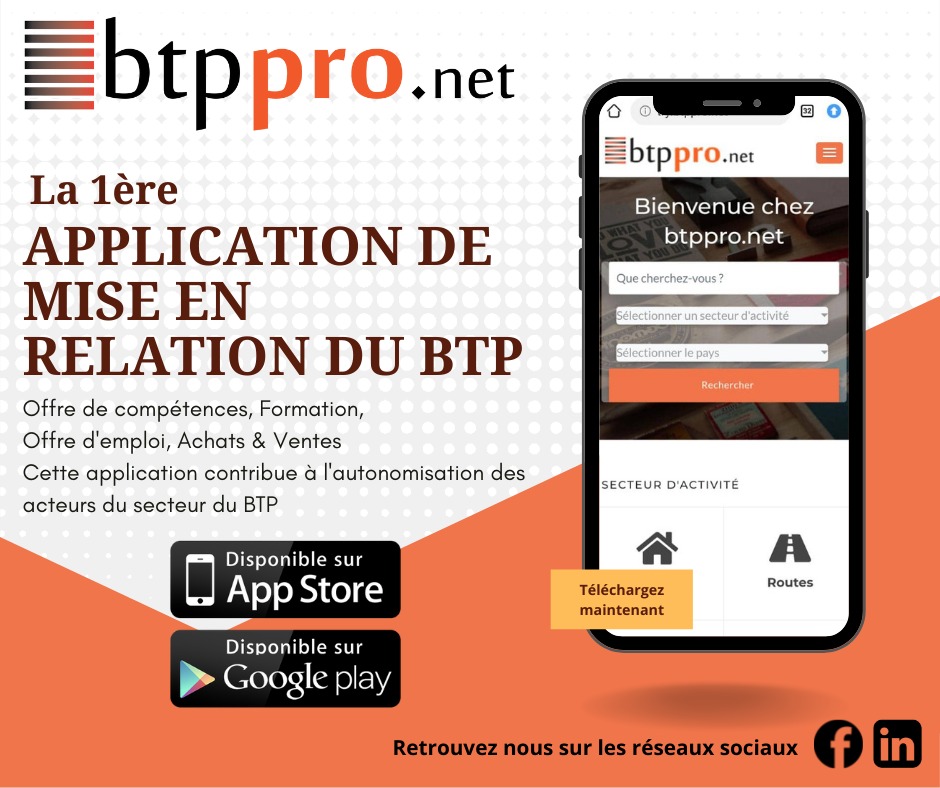 btppro.net
La 1ère
APPLICATION DE
MISE EN
RELATION DU BTP
Offre de compétences, Formation,
Offre d'emploi, Achats & Ventes
Cette application contribue à l'autonomisation des
acteurs du secteur du BTP
Disponible sur
App Store
Disponible sur
Google play
32
btppro.net
Bienvenue chez
btppro.net
Que cherchez-vous ?
Sélectionner un secteur d'activité
Sélectionner le pays
Rechercher
SECTEUR D'ACTIVITÉ
Routes
Téléchargez
maintenant
Retrouvez nous sur les réseaux sociaux
f
in